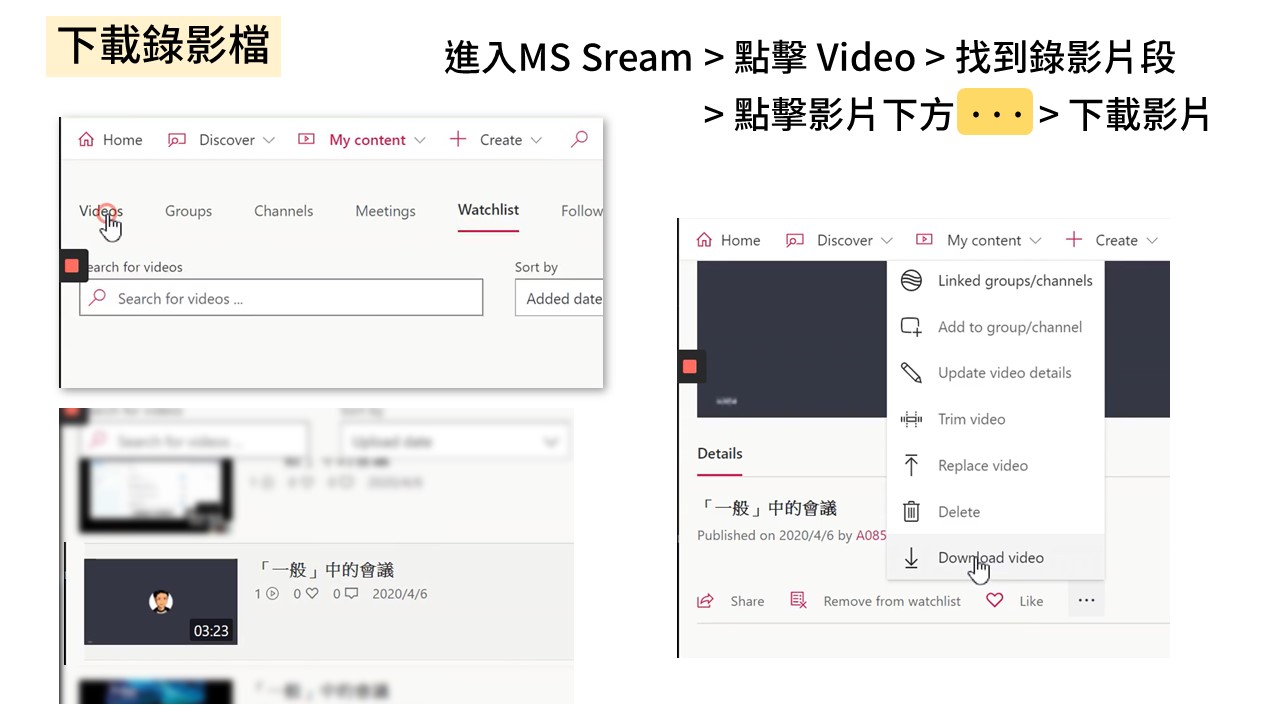 下載錄影檔
進入MS Sream > 點擊 Video > 找到錄影片段
> 點擊影片下方 ··· > 下載影片
Home Discover My content Create
Videos Groups Channels Meetings Watchlist Follow
Search for videos Sort by
Search for videos ... Added date
Search for videos ... Upload date
「一般」中的會議
1 0 0 2020/4/6
03:23
「一般」中的會議
Home Discover My content Create
Linked groups/channels
Add to group/channel
Update video details
Trim video
Replace video
Delete
Download video
Details
「一般」中的會議
Published on 2020/4/6 by A085
Share Remove from watchlist Like ···